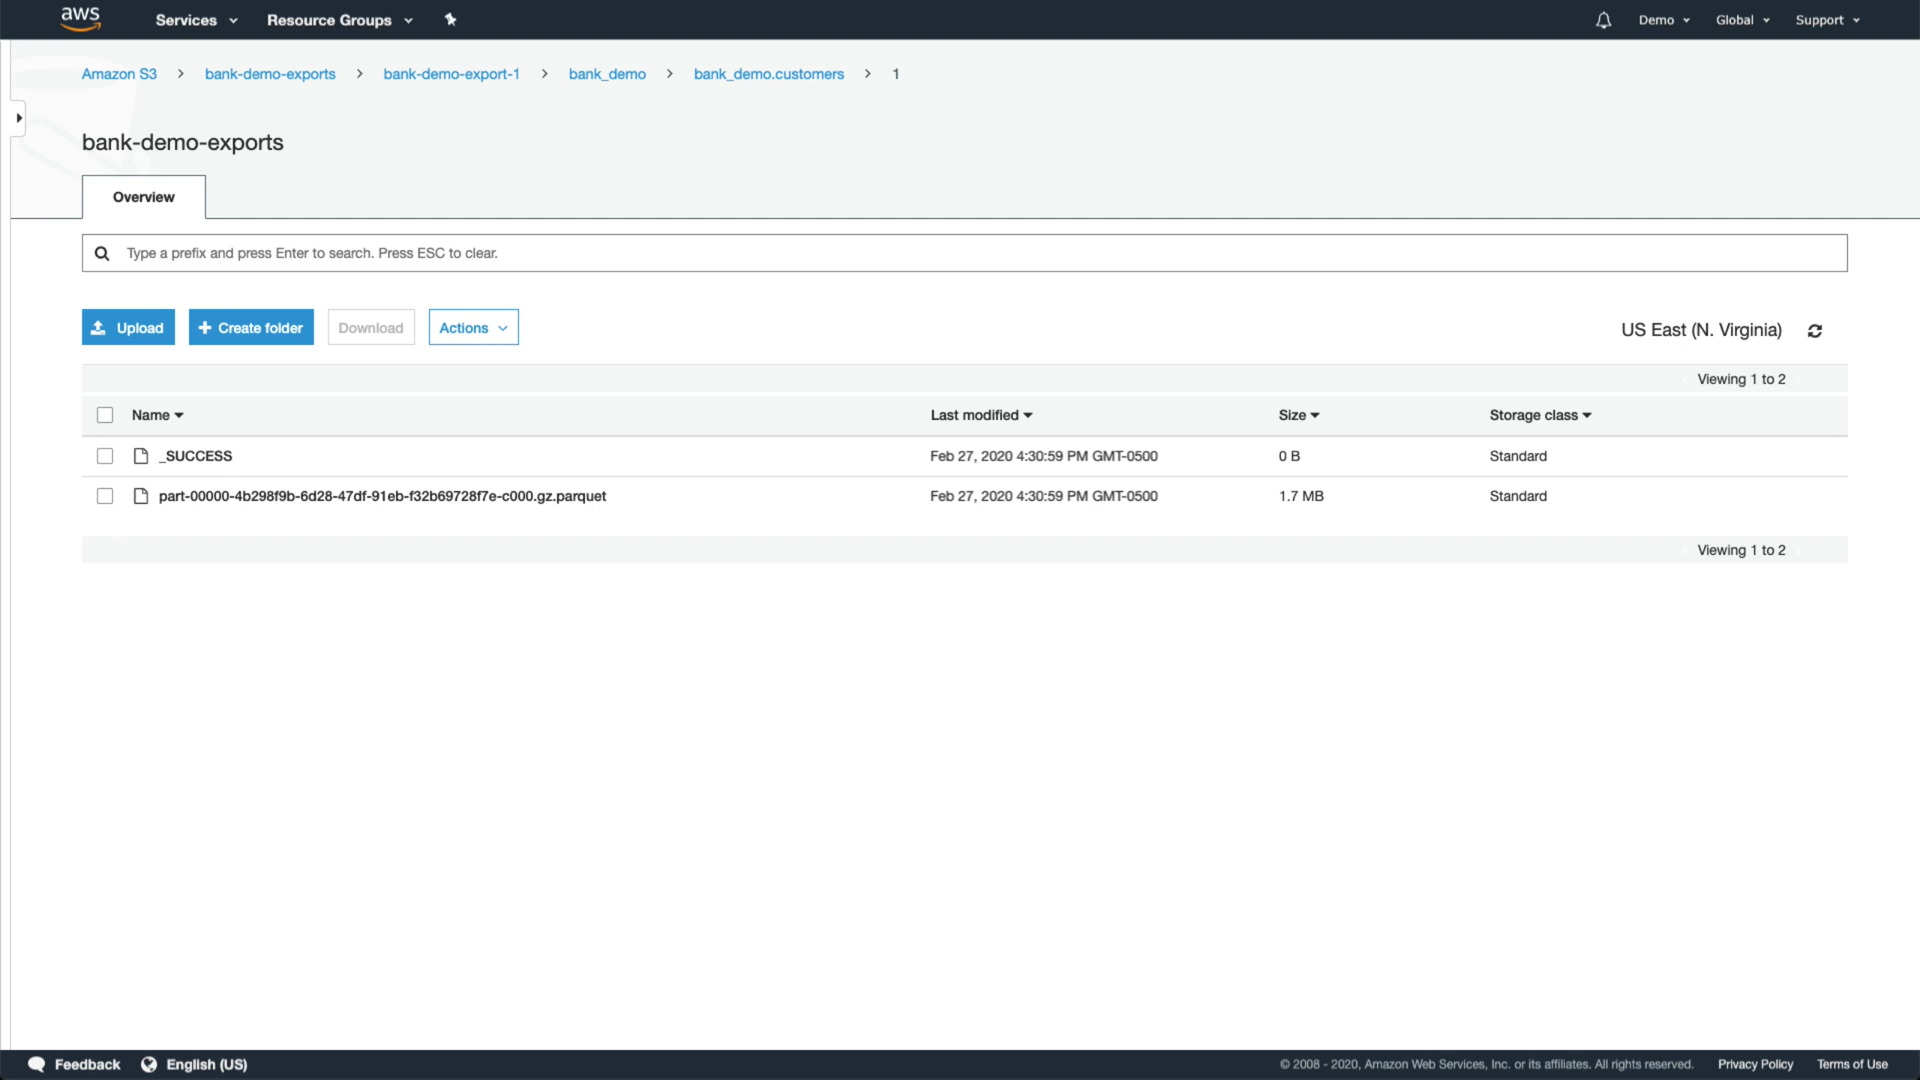 aws Services Resource Groups Demo Global Support
Amazon S3 > bank-demo-exports > bank-demo-export-1 > bank_demo > bank_demo.customers > 1
bank-demo-exports
Overview
Type a prefix and press Enter to search. Press ESC to clear.
Upload + Create folder Download Actions US East (N. Virginia)
Viewing 1 to 2
Name Last modified Size Storage class
_SUCCESS Feb 27, 2020 4:30:59 PM GMT-0500 0 B Standard
part-00000-4b298f9b-6d28-47df-91eb-f32b69728f7e-c000.gz.parquet Feb 27, 2020 4:30:59 PM GMT-0500 1.7 MB Standard
Viewing 1 to 2
Feedback English (US) © 2008 - 2020, Amazon Web Services, Inc. or its affiliates. All rights reserved. Privacy Policy Terms of Use